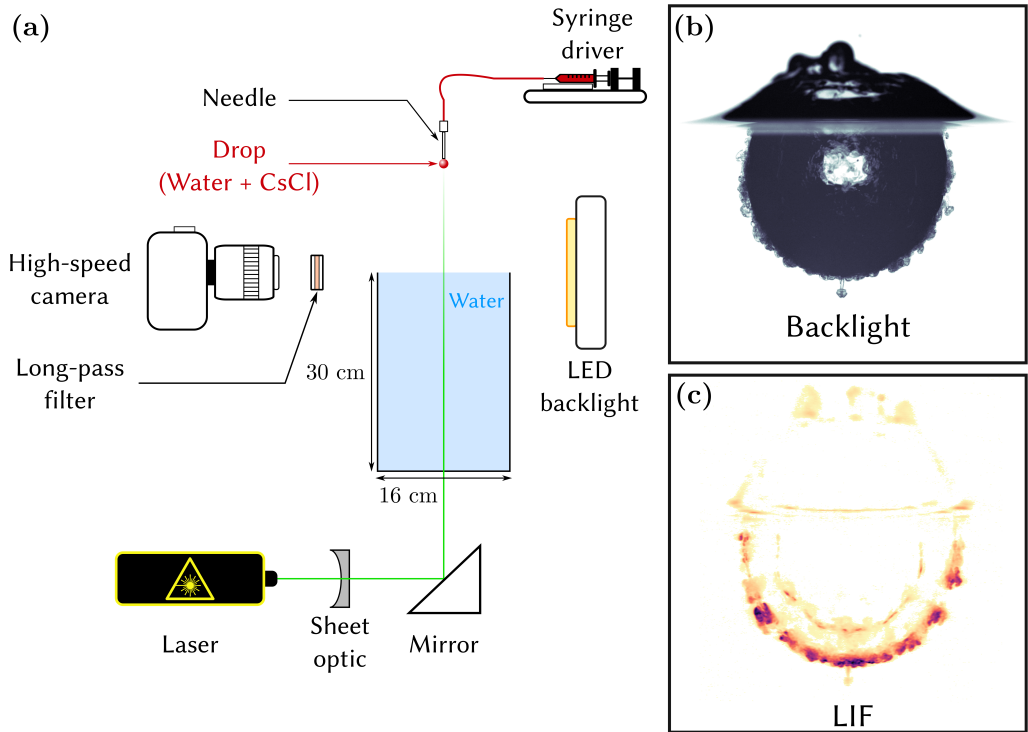 (a)
Syringe
driver
Needle
Drop
(Water + CsCl)
High-speed
camera
Water
Long-pass
filter
30 cm
LED
backlight
16 cm
Laser
Sheet
optic
Mirror
(b)
Backlight
(c)
LIF